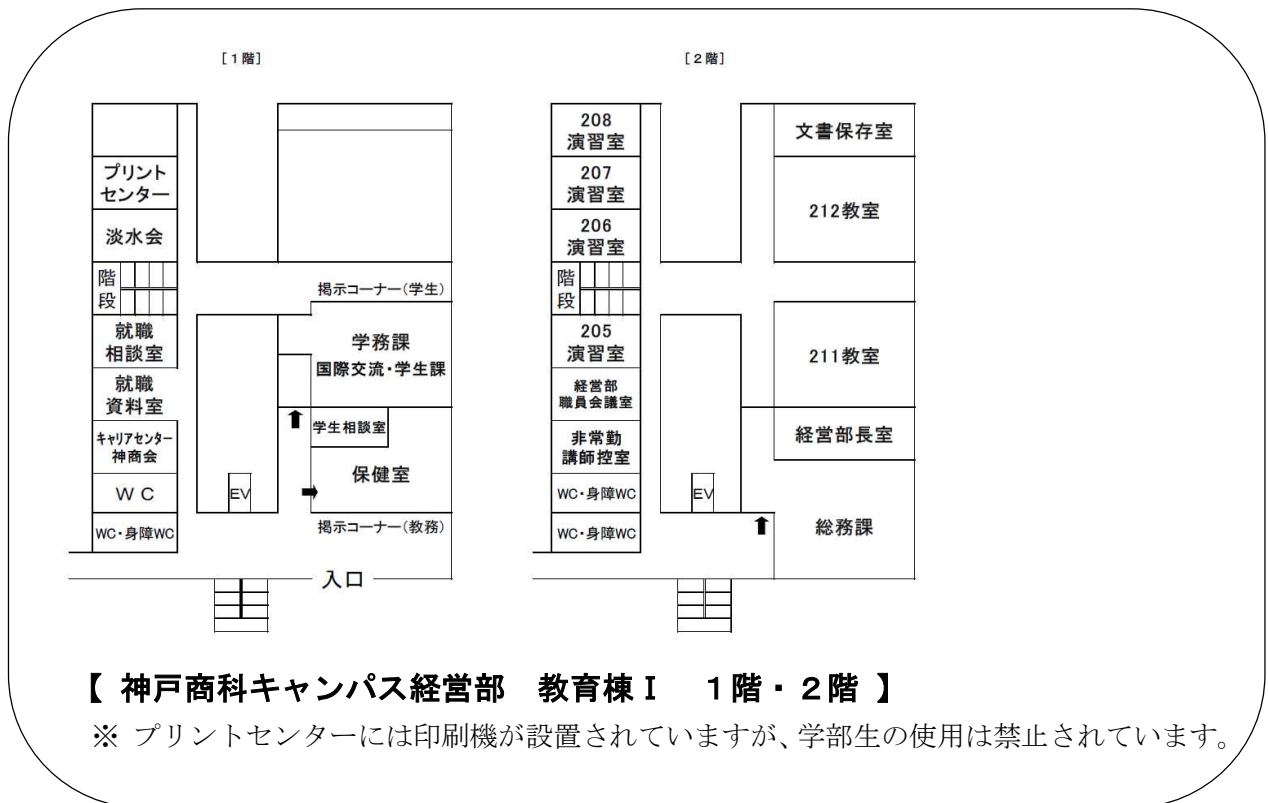 [1階]
プリント
センター
淡水会
階
段
就職
相談室
就職
資料室
キャリアセンター
神商会
WC
WC・身障WC
EV
掲示コーナー(学生)
学務課
国際交流・学生課
学生相談室
保健室
掲示コーナー(教務)
入口
[2階]
208
演習室
207
演習室
206
演習室
階
段
205
演習室
経営部
職員会議室
非常勤
講師控室
WC・身障WC
WC・身障WC
EV
文書保存室
212教室
211教室
経営部長室
総務課
【 神戸商科キャンパス経営部 教育棟Ⅰ 1階・2階 】
※ プリントセンターには印刷機が設置されていますが、学部生の使用は禁止されています。